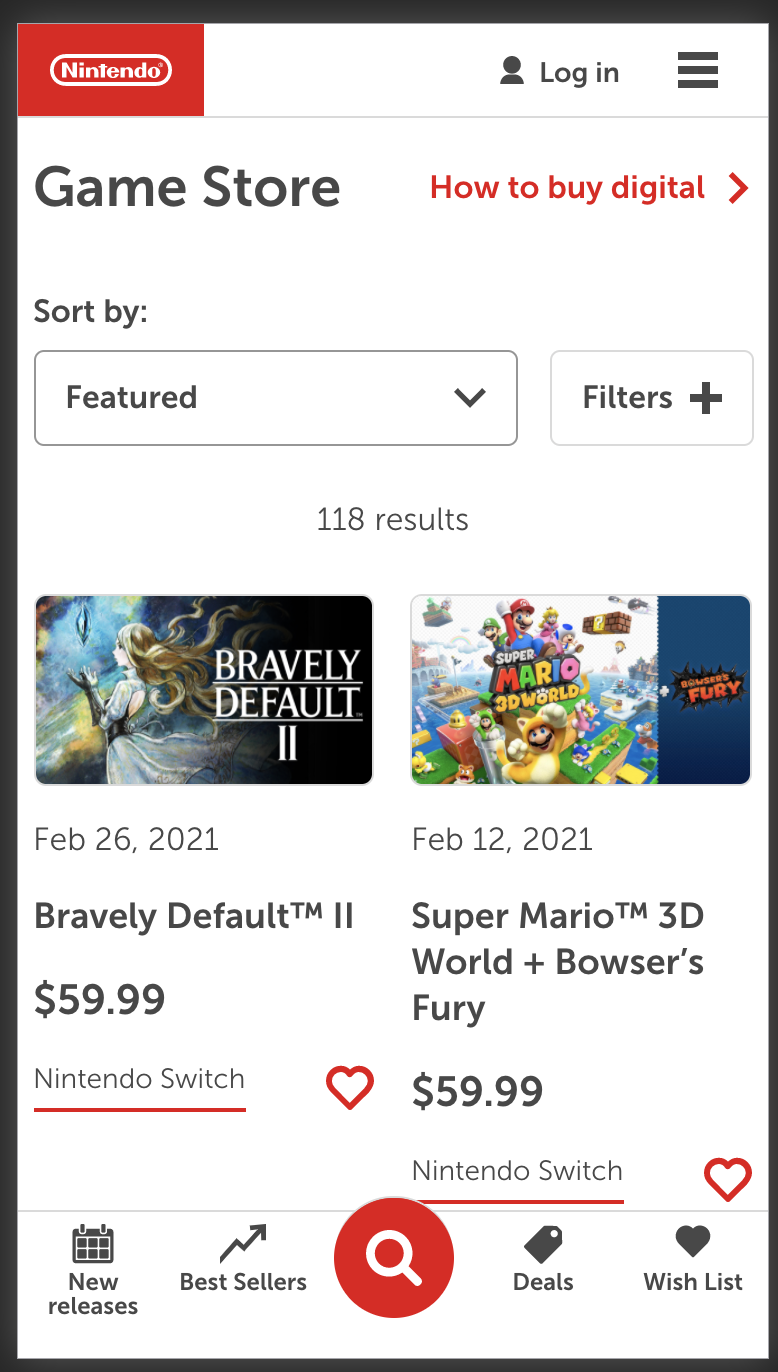 Nintendo®
Log in
Game Store
How to buy digital
Sort by:
Featured
Filters
118 results
BRAVELY
DEFAULT™
II
SUPER
MARIO
3D WORLD
+
BOWSER'S
FURY
Feb 26, 2021
Feb 12, 2021
Bravely Default™ II
Super Mario™ 3D
World + Bowser’s
Fury
$59.99
$59.99
Nintendo Switch
Nintendo Switch
New
releases
Best Sellers
Deals
Wish List